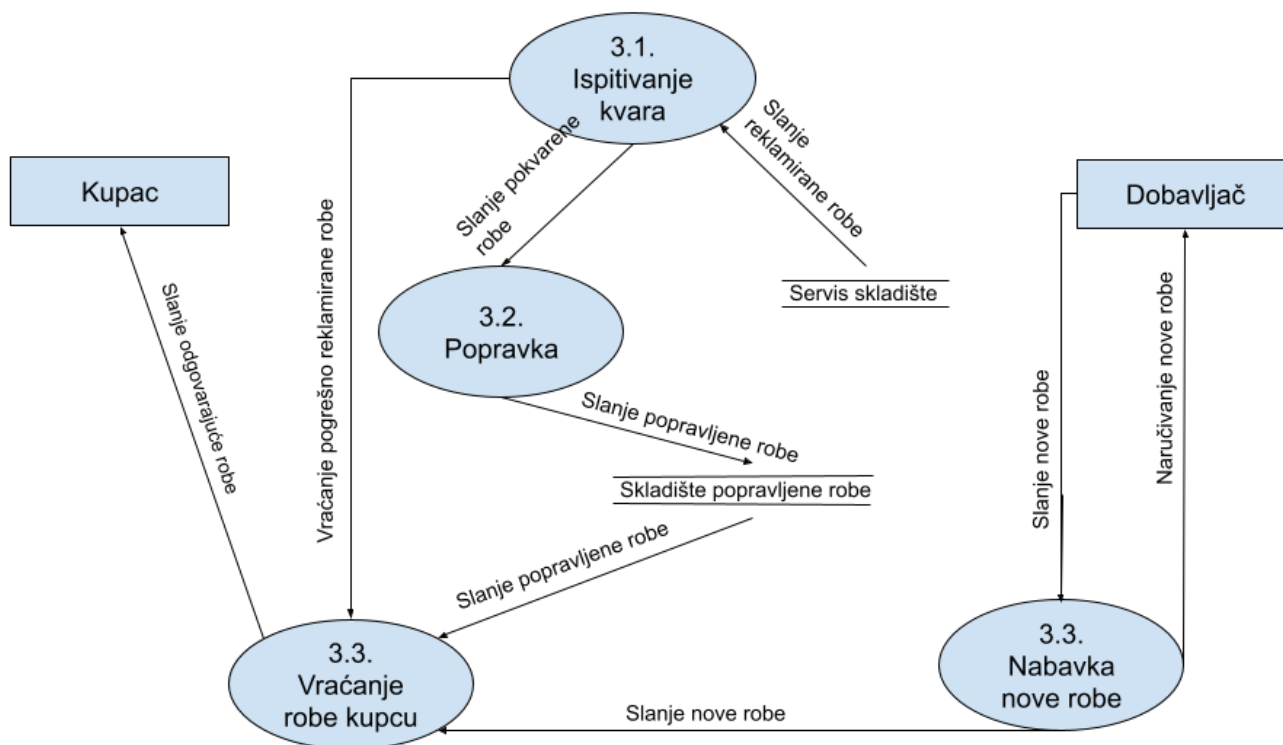 3.1.
Ispitivanje
kvara
Slanje
reklamirane robe
Slanje pokvarene
robe
Vraćanje pogrešno reklamirane robe
Kupac
Dobavljač
Servis skladište
3.2.
Popravka
Slanje odgovarajuće robe
Slanje nove robe
Naručivanje nove robe
Slanje popravljene robe
Skladište popravljene robe
Slanje popravljene robe
3.3.
Vraćanje
robe kupcu
3.3.
Nabavka
nove robe
Slanje nove robe